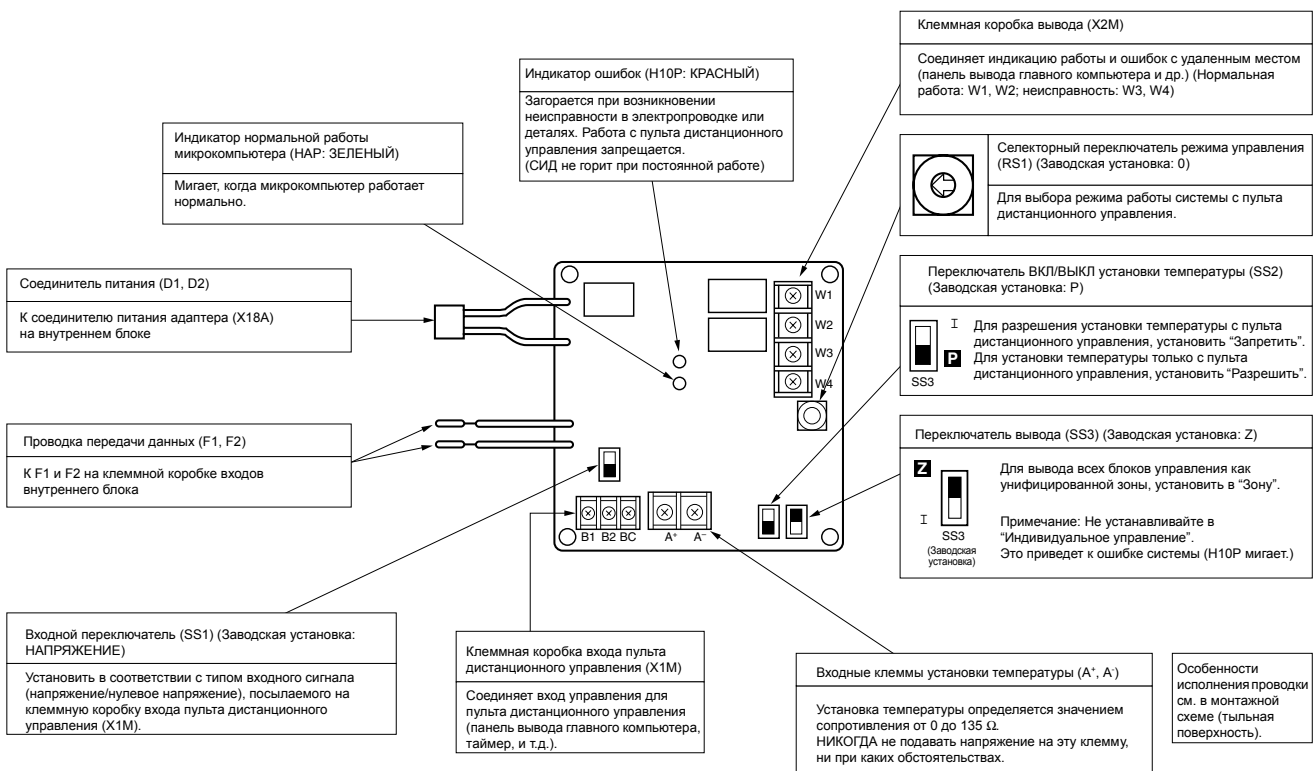 Клеммная коробка вывода (X2M)
Соединяет индикацию работы и ошибок с удаленным местом
(панель вывода главного компьютера и др.) (Нормальная
работа: W1, W2; неисправность: W3, W4)
Индикатор ошибок (H10P: КРАСНЫЙ)
Загорается при возникновении
неисправности в электропроводке или
деталях. Работа с пульта дистанционного
управления запрещается.
(СИД не горит при постоянной работе)
Индикатор нормальной работы
микрокомпьютера (HAP: ЗЕЛЕНЫЙ)
Мигает, когда микрокомпьютер работает
нормально.
Селекторный переключатель режима управления
(RS1) (Заводская установка: 0)
Для выбора режима работы системы с пульта
дистанционного управления.
Соединитель питания (D1, D2)
К соединителю питания адаптера (X18A)
на внутреннем блоке
Переключатель ВКЛ/ВЫКЛ установки температуры (SS2)
(Заводская установка: P)
I
P
SS3
Для разрешения установки температуры с пульта
дистанционного управления, установить “Запретить”.
Для установки температуры только с пульта
дистанционного управления, установить “Разрешить”.
W1
W2
W3
W4
Проводка передачи данных (F1, F2)
К F1 и F2 на клеммной коробке входов
внутреннего блока
Переключатель вывода (SS3) (Заводская установка: Z)
Z
I
SS3
(Заводская
установка)
Для вывода всех блоков управления как
унифицированной зоны, установить в “Зону”.
Примечание: Не устанавливайте в
“Индивидуальное управление”.
Это приведет к ошибке системы (H10P мигает.)
B1 B2 BC A⁺ A⁻
Входной переключатель (SS1) (Заводская установка:
НАПРЯЖЕНИЕ)
Установить в соответствии с типом входного сигнала
(напряжение/нулевое напряжение), посылаемого на
клеммную коробку входа пульта дистанционного
управления (X1M).
Клеммная коробка входа пульта
дистанционного управления (X1M)
Соединяет вход управления для
пульта дистанционного управления
(панель вывода главного компьютера,
таймер, и т.д.).
Входные клеммы установки температуры (A⁺, A⁻)
Установка температуры определяется значением
сопротивления от 0 до 135 Ω.
НИКОГДА не подавать напряжение на эту клемму,
ни при каких обстоятельствах.
Особенности
исполнения проводки
см. в монтажной
схеме (тыльная
поверхность).